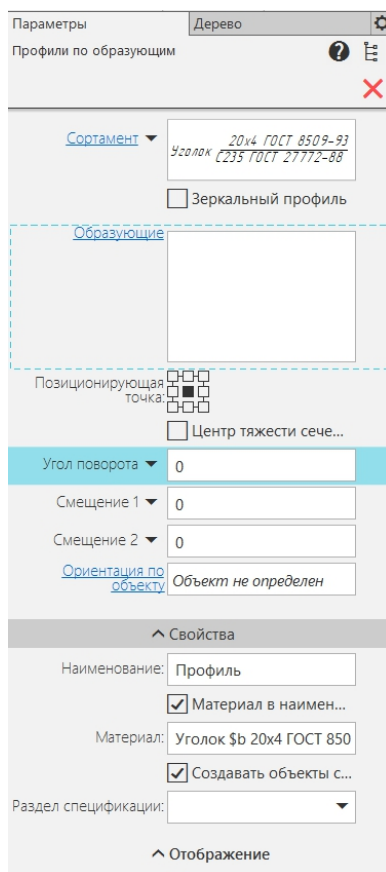 Параметры
Дерево
Профили по образующим
Сортамент
Уголок 20х4 ГОСТ 8509-93
С235 ГОСТ 27772-88
Зеркальный профиль
Образующие
Позиционирующая
точка:
Центр тяжести сече...
Угол поворота 0
Смещение 1 0
Смещение 2 0
Ориентация по
объекту
Объект не определен
Свойства
Наименование: Профиль
Материал в наимен...
Материал: Уголок $b 20x4 ГОСТ 850
Создавать объекты с...
Раздел спецификации:
Отображение